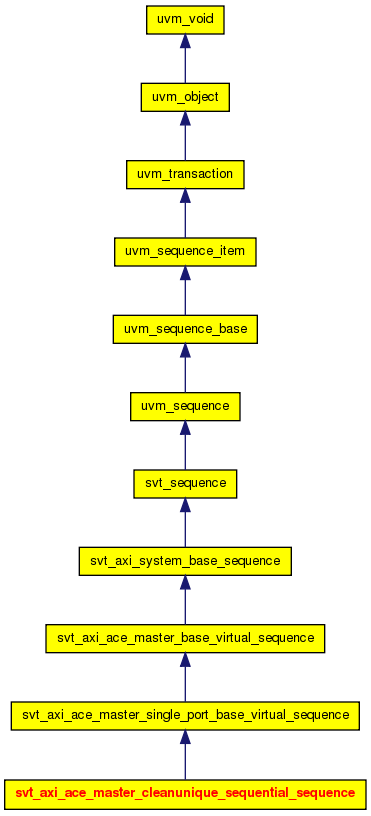 uvm_void
uvm_object
uvm_transaction
uvm_sequence_item
uvm_sequence_base
uvm_sequence
svt_sequence
svt_axi_system_base_sequence
svt_axi_ace_master_base_virtual_sequence
svt_axi_ace_master_single_port_base_virtual_sequence
svt_axi_ace_master_cleanunique_sequential_sequence